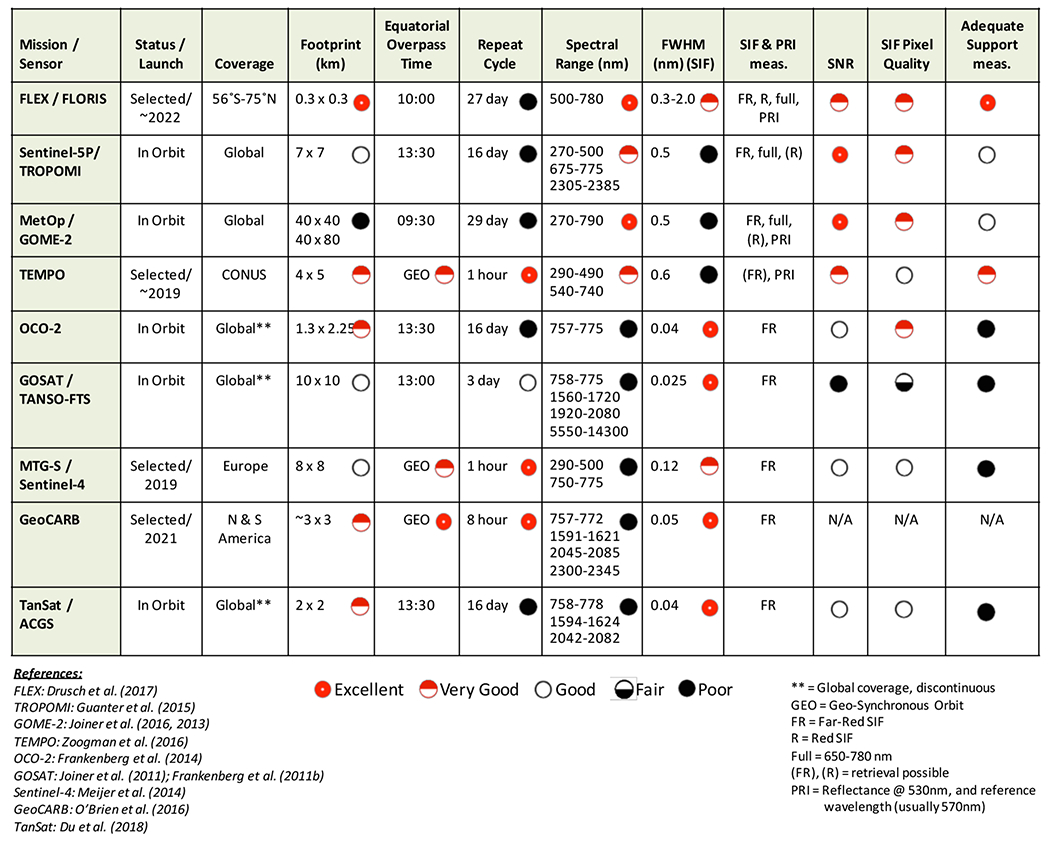 Mission / Sensor | Status / Launch | Coverage | Footprint (km) | Equatorial Overpass Time | Repeat Cycle | Spectral Range (nm) | FWHM (nm) (SIF) | SIF & PRI meas. | SNR | SIF Pixel Quality | Adequate Support meas.
FLEX / FLORIS | Selected/ ~2022 | 56˚S-75˚N | 0.3 x 0.3 | 10:00 | 27 day | 500-780 | 0.3-2.0 | FR, R, full, PRI
Sentinel-5P/ TROPOMI | In Orbit | Global | 7 x 7 | 13:30 | 16 day | 270-500 675-775 2305-2385 | 0.5 | FR, full, (R)
MetOp / GOME-2 | In Orbit | Global | 40 x 40 40 x 80 | 09:30 | 29 day | 270-790 | 0.5 | FR, full, (R), PRI
TEMPO | Selected/ ~2019 | CONUS | 4 x 5 | GEO | 1 hour | 290-490 540-740 | 0.6 | (FR), PRI
OCO-2 | In Orbit | Global** | 1.3 x 2.25 | 13:30 | 16 day | 757-775 | 0.04 | FR
GOSAT / TANSO-FTS | In Orbit | Global** | 10 x 10 | 13:00 | 3 day | 758-775 1560-1720 1920-2080 5550-14300 | 0.025 | FR
MTG-S / Sentinel-4 | Selected/ 2019 | Europe | 8 x 8 | GEO | 1 hour | 290-500 750-775 | 0.12 | FR
GeoCARB | Selected/ 2021 | N & S America | ~3 x 3 | GEO | 8 hour | 757-772 1591-1621 2045-2085 2300-2345 | 0.05 | FR | N/A | N/A | N/A
TanSat / ACGS | In Orbit | Global** | 2 x 2 | 13:30 | 16 day | 758-778 1594-1624 2042-2082 | 0.04 | FR
References:
FLEX: Drusch et al. (2017)
TROPOMI: Guanter et al. (2015)
GOME-2: Joiner et al. (2016, 2013)
TEMPO: Zoogman et al. (2016)
OCO-2: Frankenberg et al. (2014)
GOSAT: Joiner et al. (2011); Frankenberg et al. (2011b)
Sentinel-4: Meijer et al. (2014)
GeoCARB: O'Brien et al. (2016)
TanSat: Du et al. (2018)
Excellent Very Good Good Fair Poor
** = Global coverage, discontinuous
GEO = Geo-Synchronous Orbit
FR = Far-Red SIF
R = Red SIF
Full = 650-780 nm
(FR), (R) = retrieval possible
PRI = Reflectance @ 530nm, and reference
wavelength (usually 570nm)